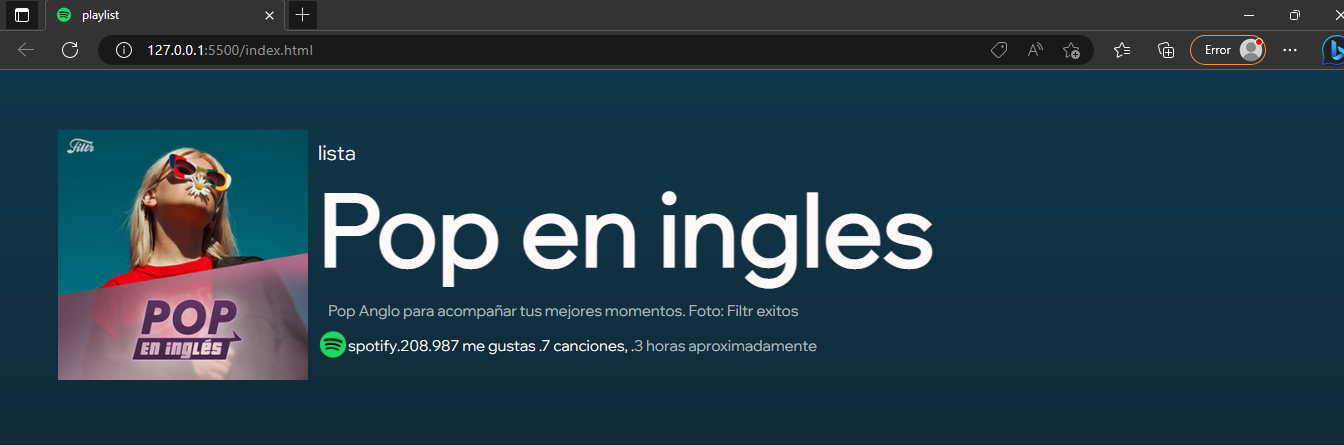 playlist
127.0.0.1:5500/index.html
Error
Filtr
lista
Pop en ingles
POP
En inglés
Pop Anglo para acompañar tus mejores momentos. Foto: Filtr exitos
spotify.208.987 me gustas .7 canciones, .3 horas aproximadamente